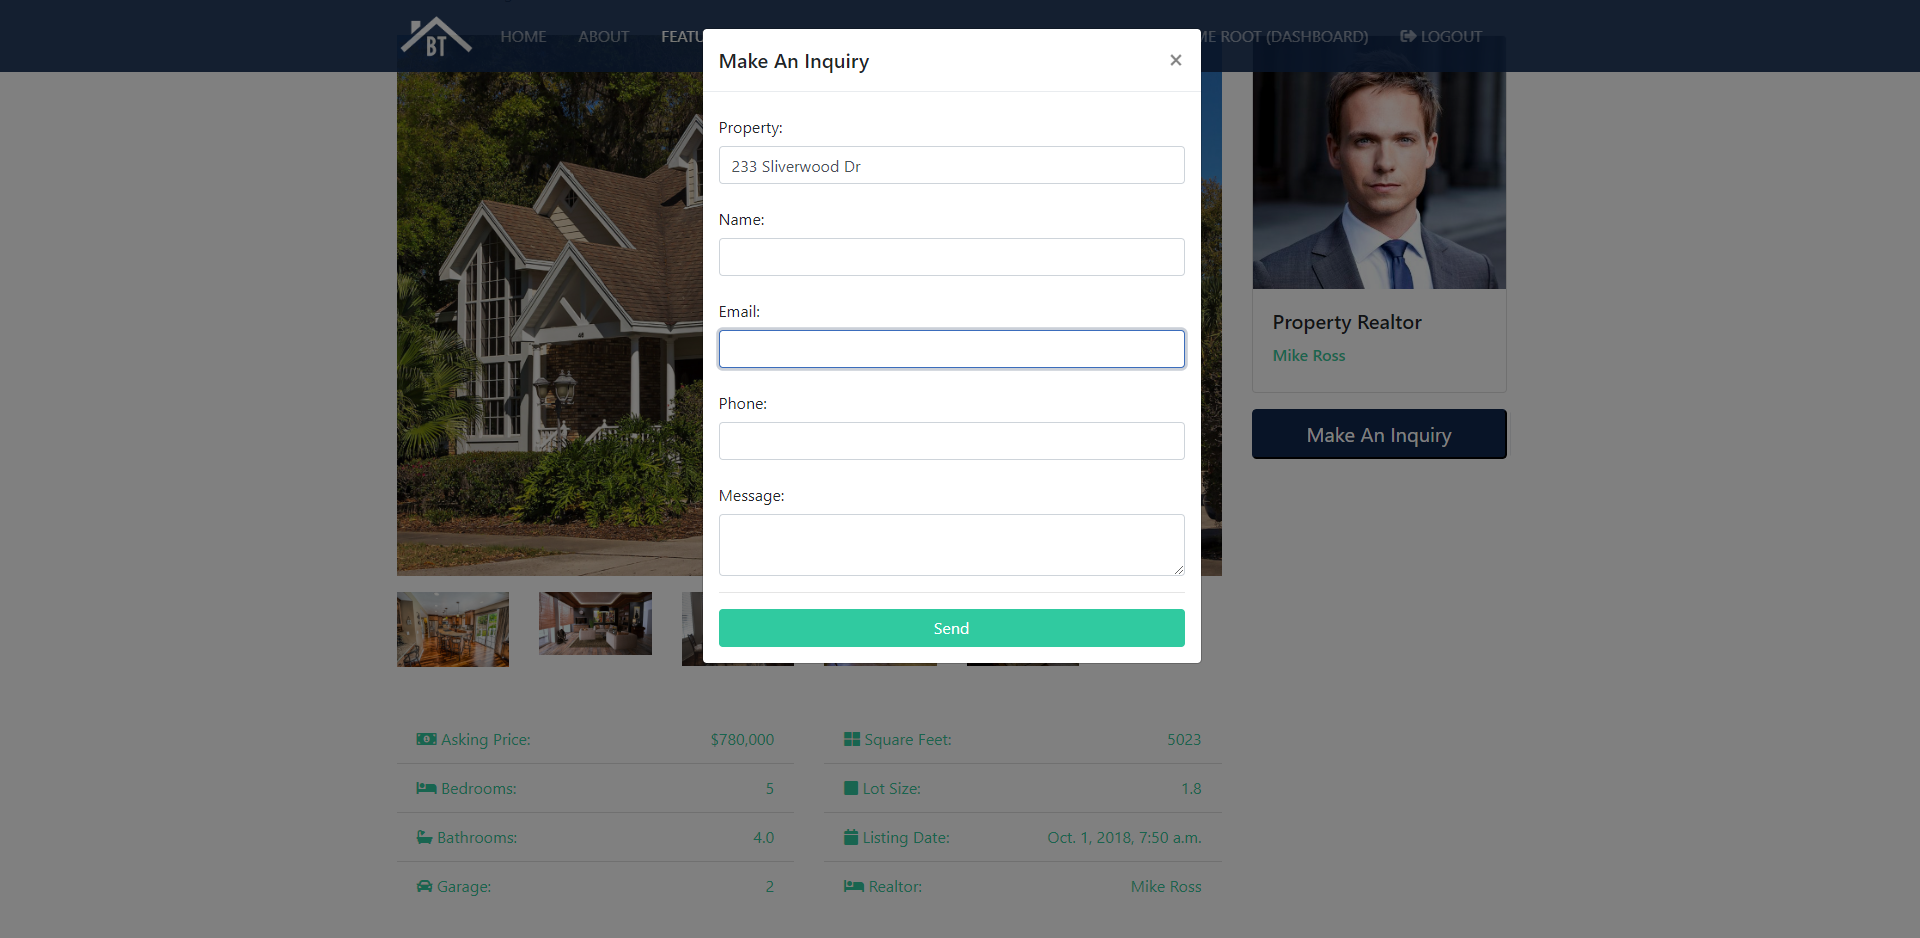 BT
HOME
ABOUT
ROOT (DASHBOARD)
LOGOUT
Make An Inquiry
×
Property:
233 Sliverwood Dr
Name:
Email:
Phone:
Message:
Send
Property Realtor
Mike Ross
Make An Inquiry
Asking Price: $780,000
Bedrooms: 5
Bathrooms: 4.0
Garage: 2
Square Feet: 5023
Lot Size: 1.8
Listing Date: Oct. 1, 2018, 7:50 a.m.
Realtor: Mike Ross